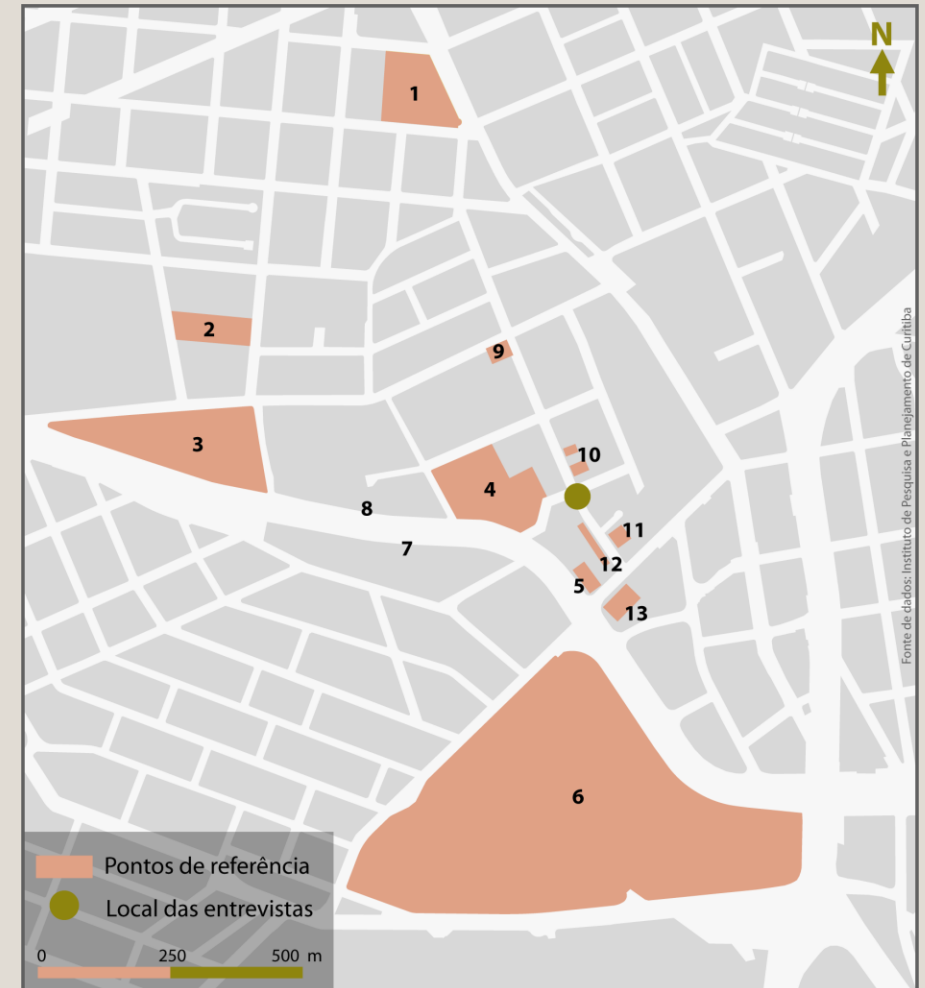 N
1
2
9
3
10
4
8
11
7
12
5
13
6
Pontos de referência
Local das entrevistas
0 250 500 m
Fonte de dados: Instituto de Pesquisa e Planejamento de Curitiba